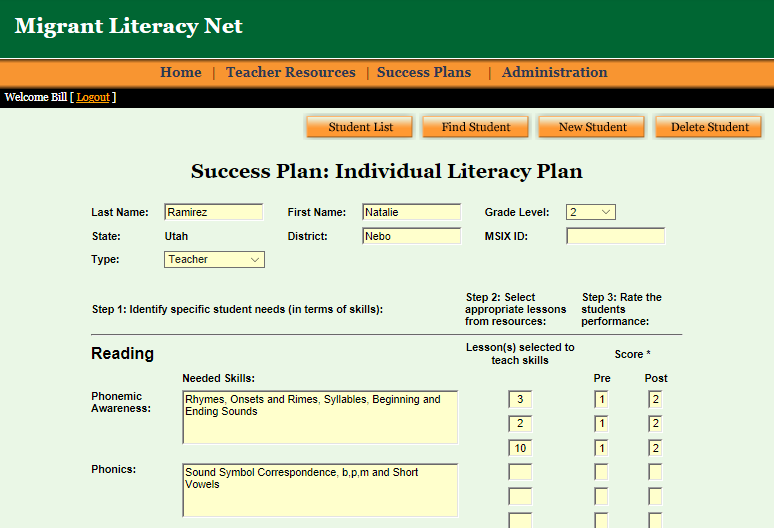 Migrant Literacy Net
Home | Teacher Resources | Success Plans | Administration
Welcome Bill [ Logout ]
Student List Find Student New Student Delete Student
Success Plan: Individual Literacy Plan
Last Name: Ramirez First Name: Natalie Grade Level: 2
State: Utah District: Nebo MSIX ID:
Type: Teacher
Step 1: Identify specific student needs (in terms of skills):
Step 2: Select
appropriate lessons
from resources:
Step 3: Rate the
students
performance:
Reading
Lesson(s) selected to
teach skills
Score *
Needed Skills:
Pre Post
Phonemic
Awareness:
Rhymes, Onsets and Rimes, Syllables, Beginning and
Ending Sounds
3 1 2
2 1 2
10 1 2
Phonics:
Sound Symbol Correspondence, b,p,m and Short
Vowels